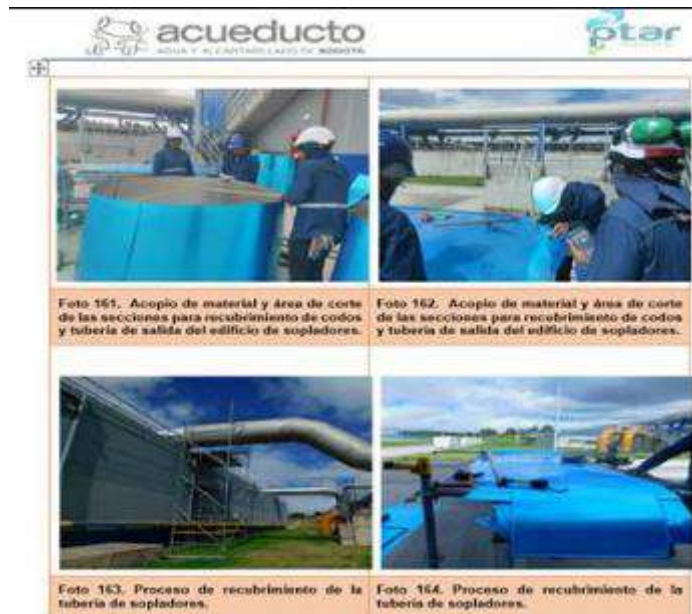 acueducto
AGUA Y ALCANTARILLADO DE BOGOTÁ
ptar
Foto 161. Acopio de material y área de corte
de las secciones para recubrimiento de codos
y tubería de salida del edificio de sopladores.
Foto 162. Acopio de material y área de corte
de las secciones para recubrimiento de codos
y tubería de salida del edificio de sopladores.
Foto 163. Proceso de recubrimiento de la
tubería de sopladores.
Foto 164. Proceso de recubrimiento de la
tubería de sopladores.